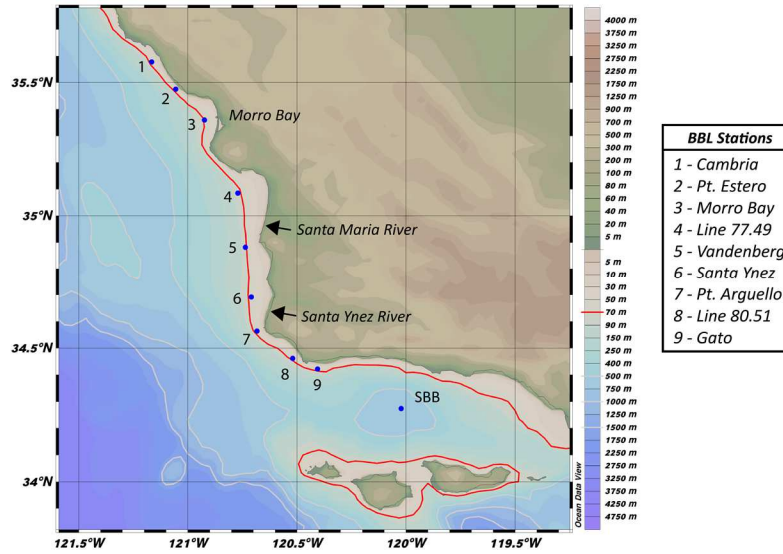 35.5°N
35°N
34.5°N
34°N
121.5°W
121°W
120.5°W
120°W
119.5°W
1
2
3
Morro Bay
4
Santa Maria River
5
6
Santa Ynez River
7
8
9
SBB
4000 m
3750 m
3250 m
2750 m
2250 m
1750 m
1250 m
900 m
700 m
500 m
300 m
200 m
100 m
80 m
60 m
40 m
20 m
5 m
5 m
10 m
30 m
50 m
70 m
90 m
150 m
250 m
400 m
500 m
750 m
1000 m
1250 m
1500 m
1750 m
2250 m
2750 m
3250 m
3750 m
4250 m
4750 m
Ocean Data View
BBL Stations
1 - Cambria
2 - Pt. Estero
3 - Morro Bay
4 - Line 77.49
5 - Vandenberg
6 - Santa Ynez
7 - Pt. Arguello
8 - Line 80.51
9 - Gato